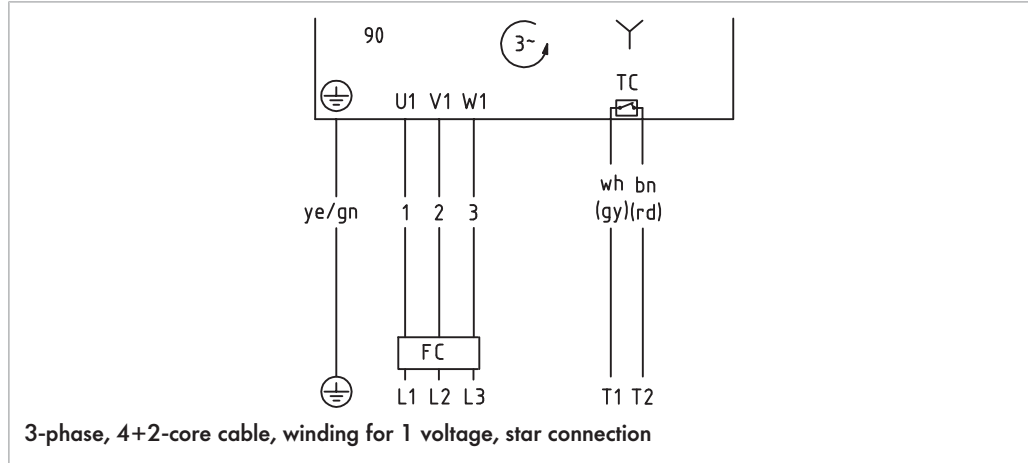 90
3~
TC
U1 V1 W1
wh bn
ye/gn 1 2 3 (gy)(rd)
FC
L1 L2 L3 T1 T2
3-phase, 4+2-core cable, winding for 1 voltage, star connection